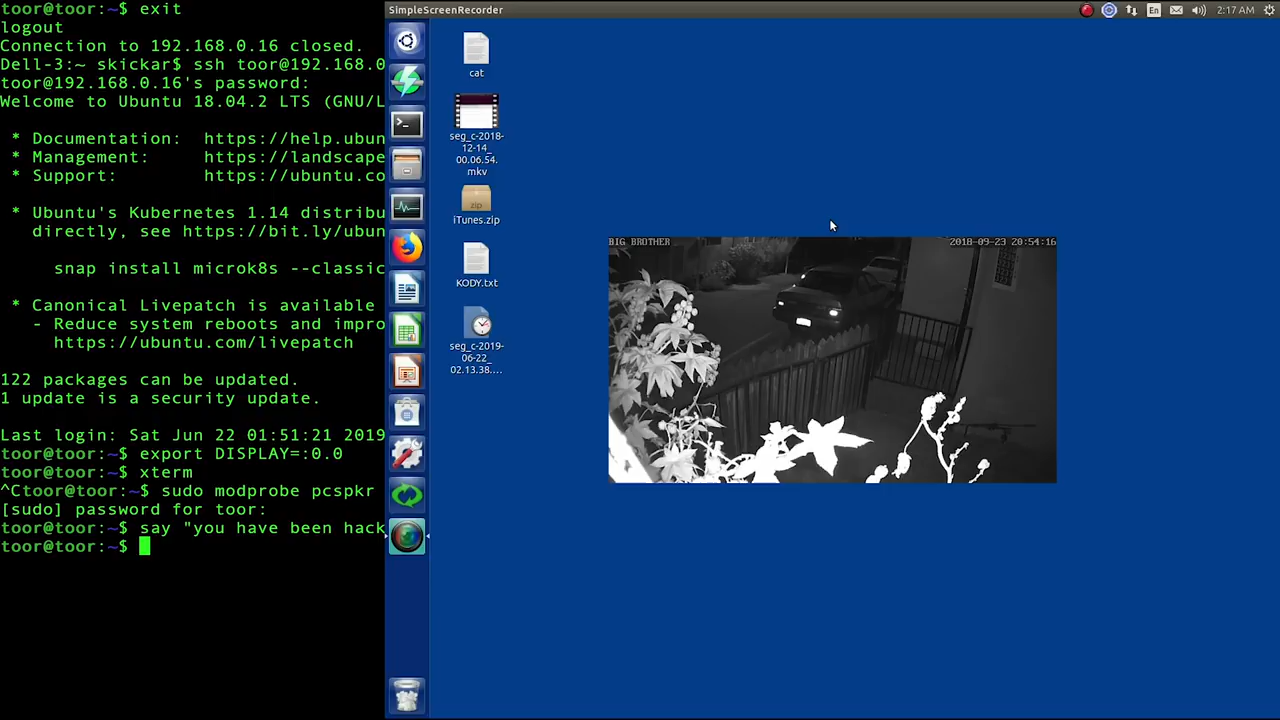 toor@toor:~$ exit
logout
Connection to 192.168.0.16 closed.
Dell-3:~ skickar$ ssh toor@192.168.0
toor@192.168.0.16's password:
Welcome to Ubuntu 18.04.2 LTS (GNU/L
* Documentation: https://help.ubun
* Management: https://landscape
* Support: https://ubuntu.co
* Ubuntu's Kubernetes 1.14 distribu
directly, see https://bit.ly/ubun
snap install microk8s --classic
* Canonical Livepatch is available
- Reduce system reboots and impro
https://ubuntu.com/livepatch
122 packages can be updated.
1 update is a security update.
Last login: Sat Jun 22 01:51:21 2019
toor@toor:~$ export DISPLAY=:0.0
toor@toor:~$ xterm
^Ctoor@toor:~$ sudo modprobe pcspkr
[sudo] password for toor:
toor@toor:~$ say "you have been hack
toor@toor:~$
SimpleScreenRecorder
En
2:17 AM
cat
seg_c-2018-
12-14_
00.06.54.
mkv
zip
iTunes.zip
KODY.txt
seg_c-2019-
06-22_
02.13.38....
BIG BROTHER
2018-09-23 20:54:16